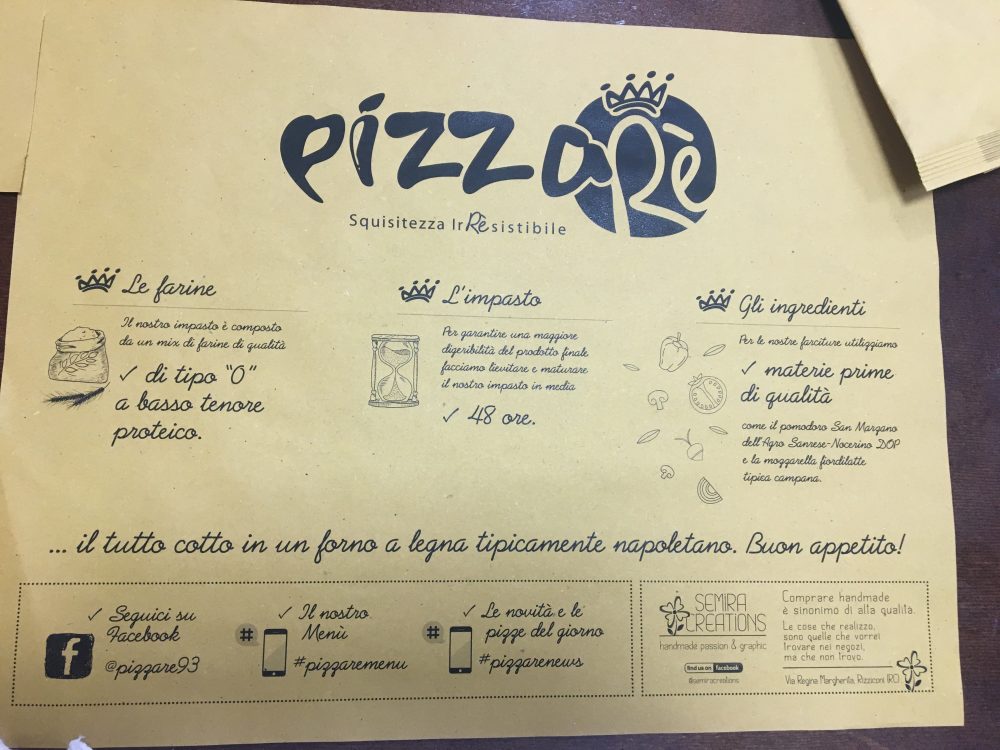 pizzaRè
Squisitezza IrRèsistibile
Le farine
Il nostro impasto è composto
da un mix di farine di qualità
✓ di tipo "0"
a basso tenore
proteico.
L'impasto
Per garantire una maggiore
digeribilità del prodotto finale
facciamo lievitare e maturare
il nostro impasto in media
✓ 48 ore.
Gli ingredienti
Per le nostre farciture utilizziamo
✓ materie prime
di qualità
come il pomodoro San Marzano
dell'Agro Sanrese-Nocerino DOP
e la mozzarella fiordilatte
tipica campana.
... il tutto cotto in un forno a legna tipicamente napoletano. Buon appetito!
✓ Seguici su
Facebook
f
@pizzare93
✓ Il nostro
Menù
#
#pizzaremenu
✓ Le novità e le
pizze del giorno
#
#pizzarenews
SEMIRA
CREATIONS
handmade passion & graphic
find us on facebook
@semiracreations
Comprare handmade
è sinonimo di alta qualità.
Le cose che realizzo,
sono quelle che vorrei
trovare nei negozi,
ma che non trovo.
Via Regina Margherita, Rizziconi (RC)